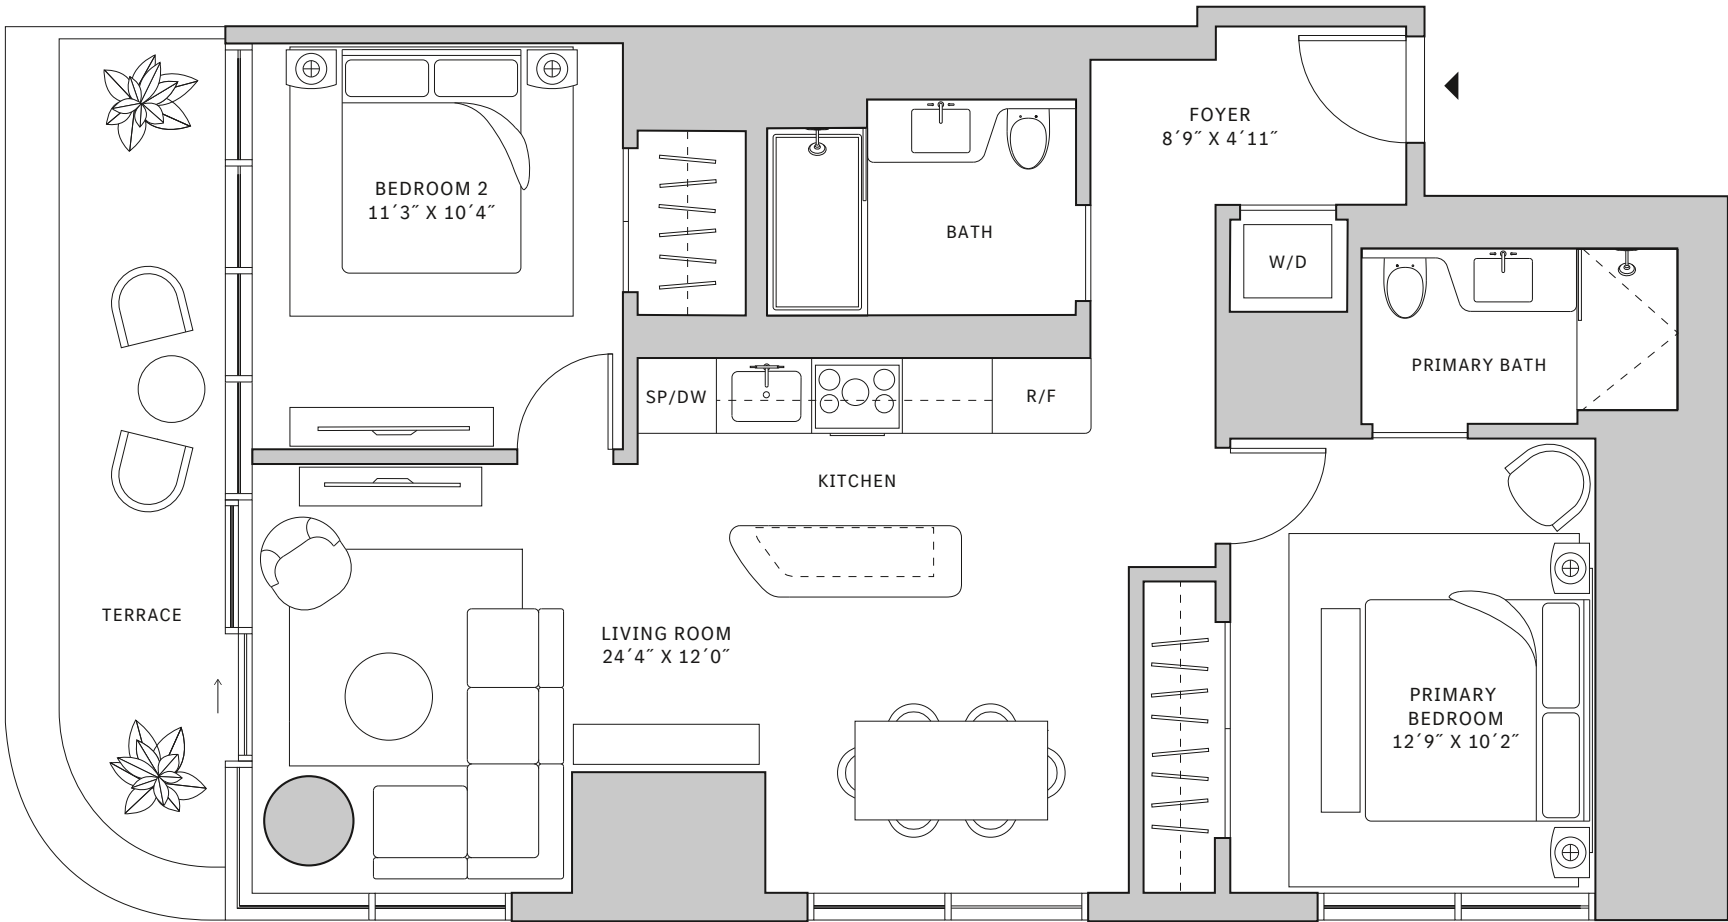 FOYER
8´9˝ X 4´11˝
BEDROOM 2
11´3˝ X 10´4˝
BATH
W/D
PRIMARY BATH
SP/DW
R/F
KITCHEN
TERRACE
LIVING ROOM
24´4˝ X 12´0˝
PRIMARY
BEDROOM
12´9˝ X 10´2˝